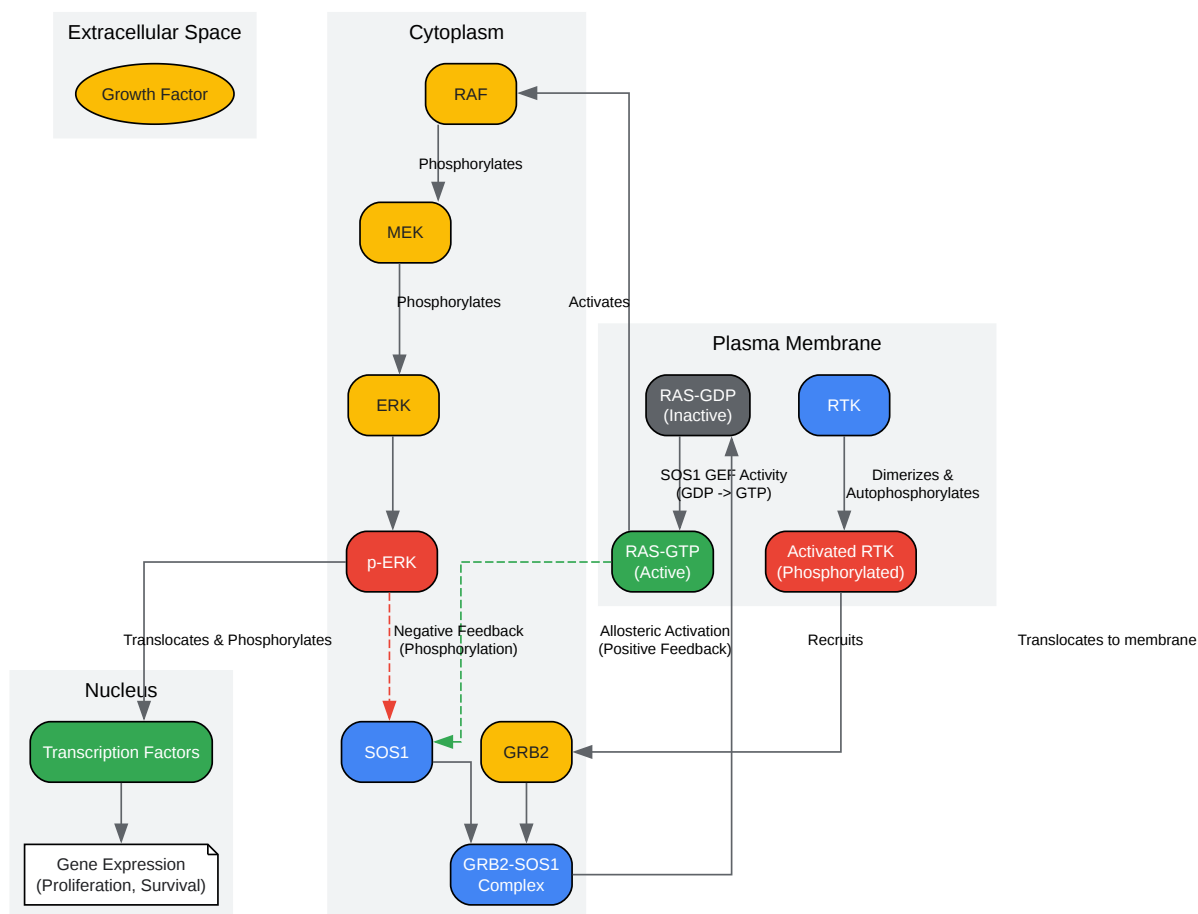 Extracellular Space
Growth Factor
Cytoplasm
RAF
Phosphorylates
MEK
Phosphorylates
Activates
ERK
Plasma Membrane
RAS-GDP
(Inactive)
RTK
SOS1 GEF Activity
(GDP -> GTP)
Dimerizes &
Autophosphorylates
p-ERK
RAS-GTP
(Active)
Activated RTK
(Phosphorylated)
Translocates & Phosphorylates
Negative Feedback
(Phosphorylation)
Allosteric Activation
(Positive Feedback)
Recruits
Translocates to membrane
Nucleus
Transcription Factors
SOS1
GRB2
Gene Expression
(Proliferation, Survival)
GRB2-SOS1
Complex